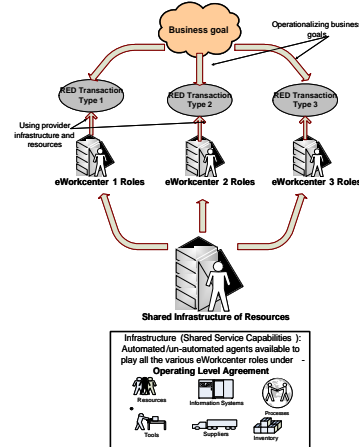 Business goal
Operationalizing business
goals
RED Transaction
Type 1
RED Transaction
Type 2
RED Transaction
Type 3
Using provider
infrastructure and
resources
eWorkcenter 1 Roles
eWorkcenter 2 Roles
eWorkcenter 3 Roles
Shared Infrastructure of Resources
Infrastructure (Shared Service Capabilities ):
Automated/un-automated agents available to
play all the various eWorkcenter roles under -
Operating Level Agreement
Resources
Information Systems
Processes
Tools
Suppliers
Inventory